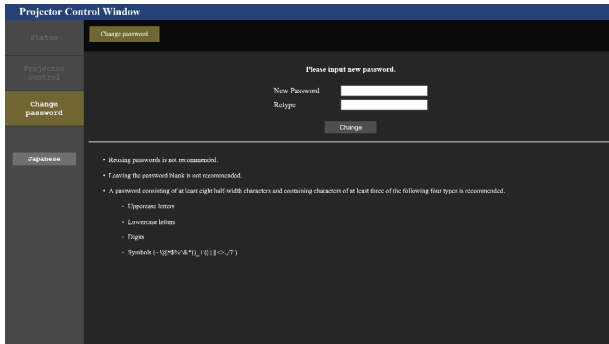 Projector Control Window
Status
Change password
Projector control
Change password
Japanese
Please input new password.
New Password
Retype
Change
• Reusing passwords is not recommended.
• Leaving the password blank is not recommended.
• A password consisting of at least eight half-width characters and containing characters of at least three of the following four types is recommended.
- Uppercase letters
- Lowercase letters
- Digits
- Symbols